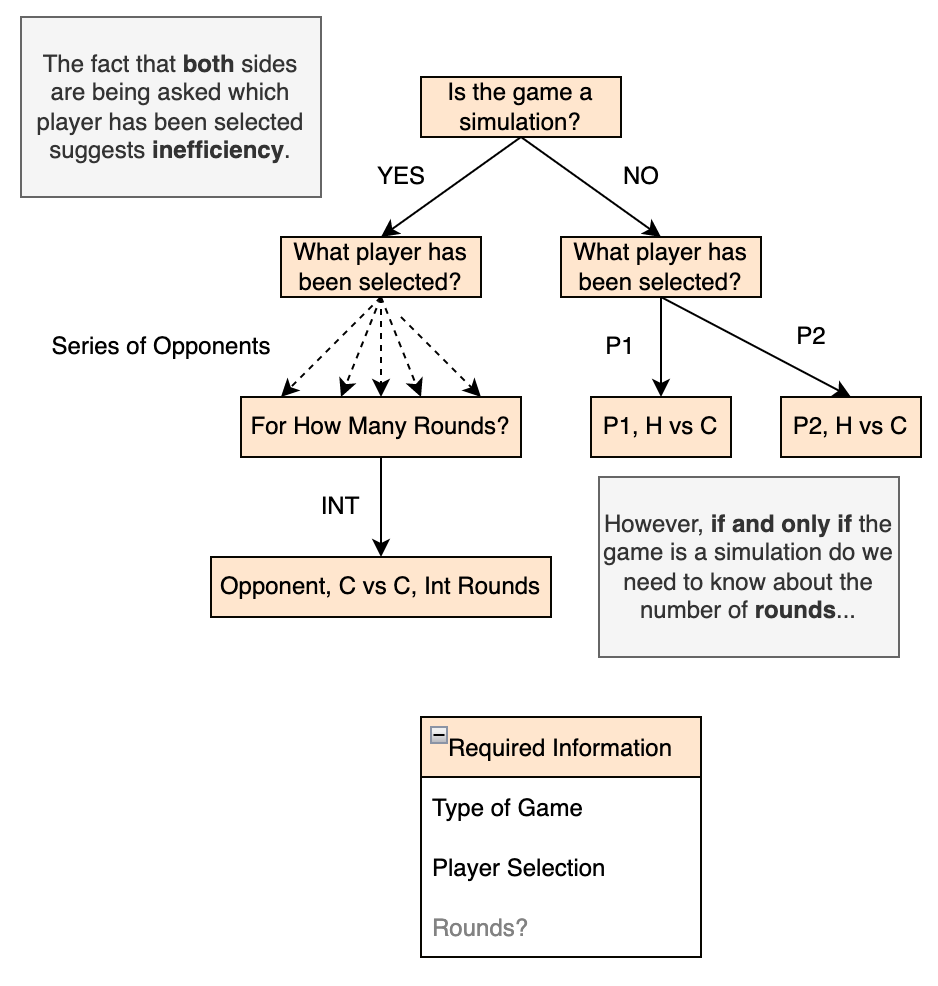 The fact that both sides
are being asked which
player has been selected
suggests inefficiency.
Is the game a
simulation?
YES
NO
What player has
been selected?
What player has
been selected?
Series of Opponents
P1
P2
For How Many Rounds?
P1, H vs C
P2, H vs C
INT
Opponent, C vs C, Int Rounds
However, if and only if the
game is a simulation do we
need to know about the
number of rounds...
Required Information
Type of Game
Player Selection
Rounds?